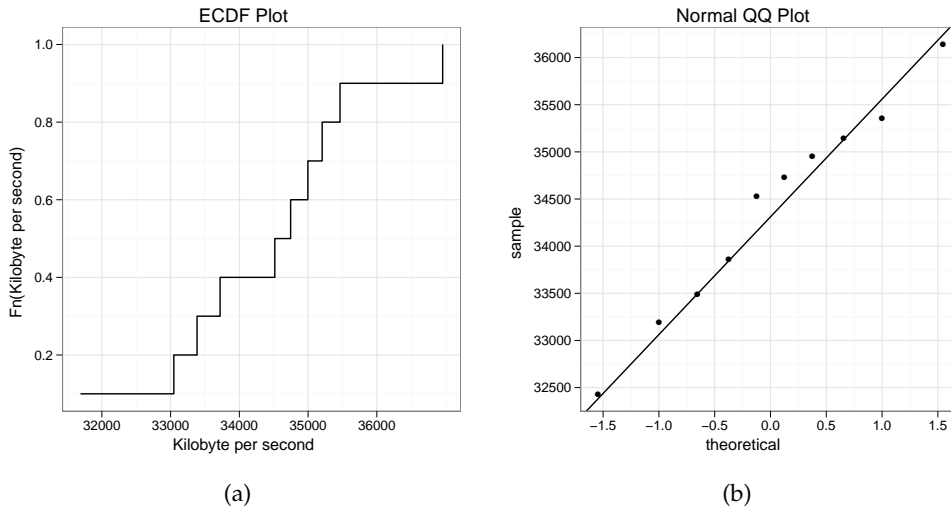 ECDF Plot
1.0
0.8
0.6
0.4
0.2
Fn(Kilobyte per second)
32000 33000 34000 35000 36000
Kilobyte per second
(a)
Normal QQ Plot
36000
35500
35000
34500
34000
33500
33000
32500
sample
−1.5 −1.0 −0.5 0.0 0.5 1.0 1.5
theoretical
(b)